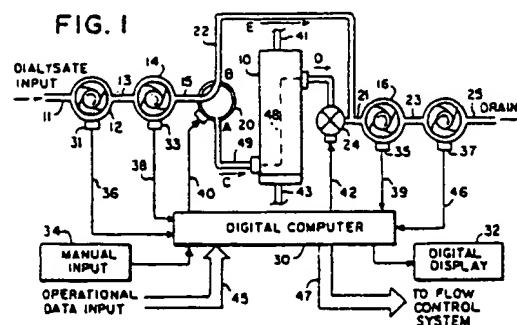 FIG. 1
E
41
22
14
10
D
16
DIALYSATE INPUT
13
15
B
21
23
25
DRAIN
11
12
A
20
48
24
31
33
49
35
37
36
38
40
C
43
42
39
46
34
MANUAL INPUT
DIGITAL COMPUTER
30
32
DIGITAL DISPLAY
OPERATIONAL DATA INPUT
45
47
TO FLOW CONTROL SYSTEM